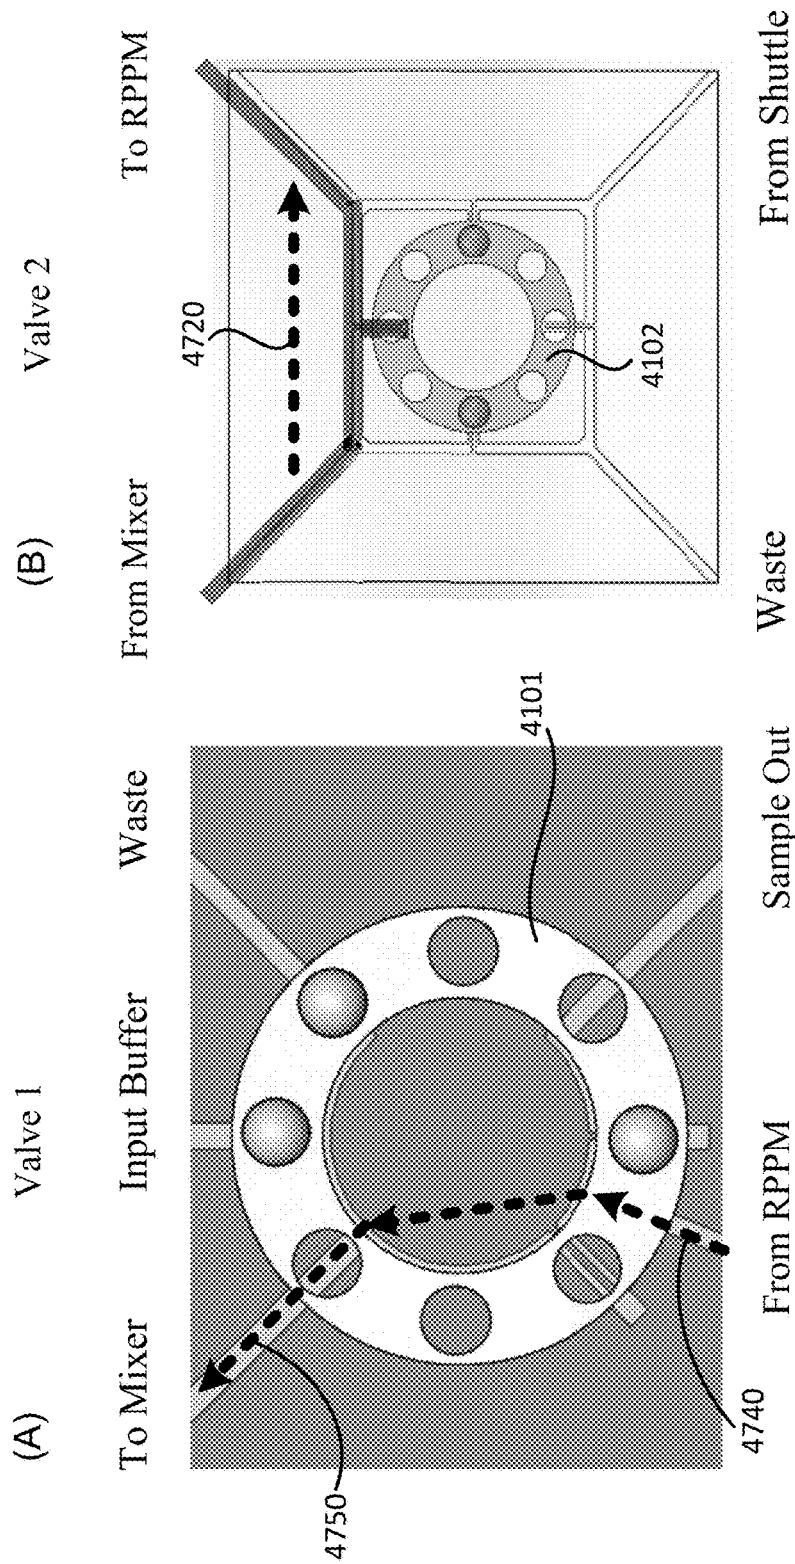 (A)
Valve 1
To Mixer
Input Buffer
Waste
4750
4101
4740
From RPPM
Sample Out
(B)
Valve 2
From Mixer
To RPPM
4720
4102
Waste
From Shuttle